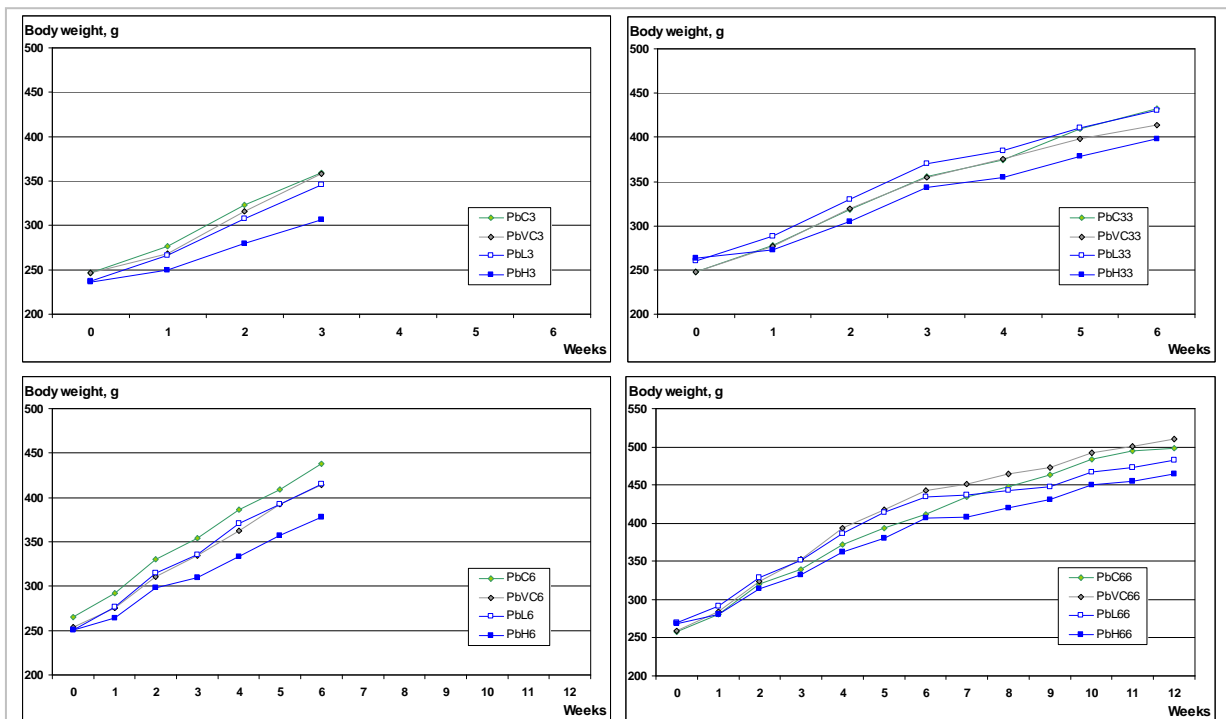 Body weight, g
500
450
400
350
300
250
200
0 1 2 3 4 5 6
Weeks
PbC3
PbVC3
PbL3
PbH3
Body weight, g
500
450
400
350
300
250
200
0 1 2 3 4 5 6
Weeks
PbC33
PbVC33
PbL33
PbH33
Body weight, g
500
450
400
350
300
250
200
0 1 2 3 4 5 6 7 8 9 10 11 12
Weeks
PbC6
PbVC6
PbL6
PbH6
Body weight, g
550
500
450
400
350
300
250
200
0 1 2 3 4 5 6 7 8 9 10 11 12
Weeks
PbC66
PbVC66
PbL66
PbH66